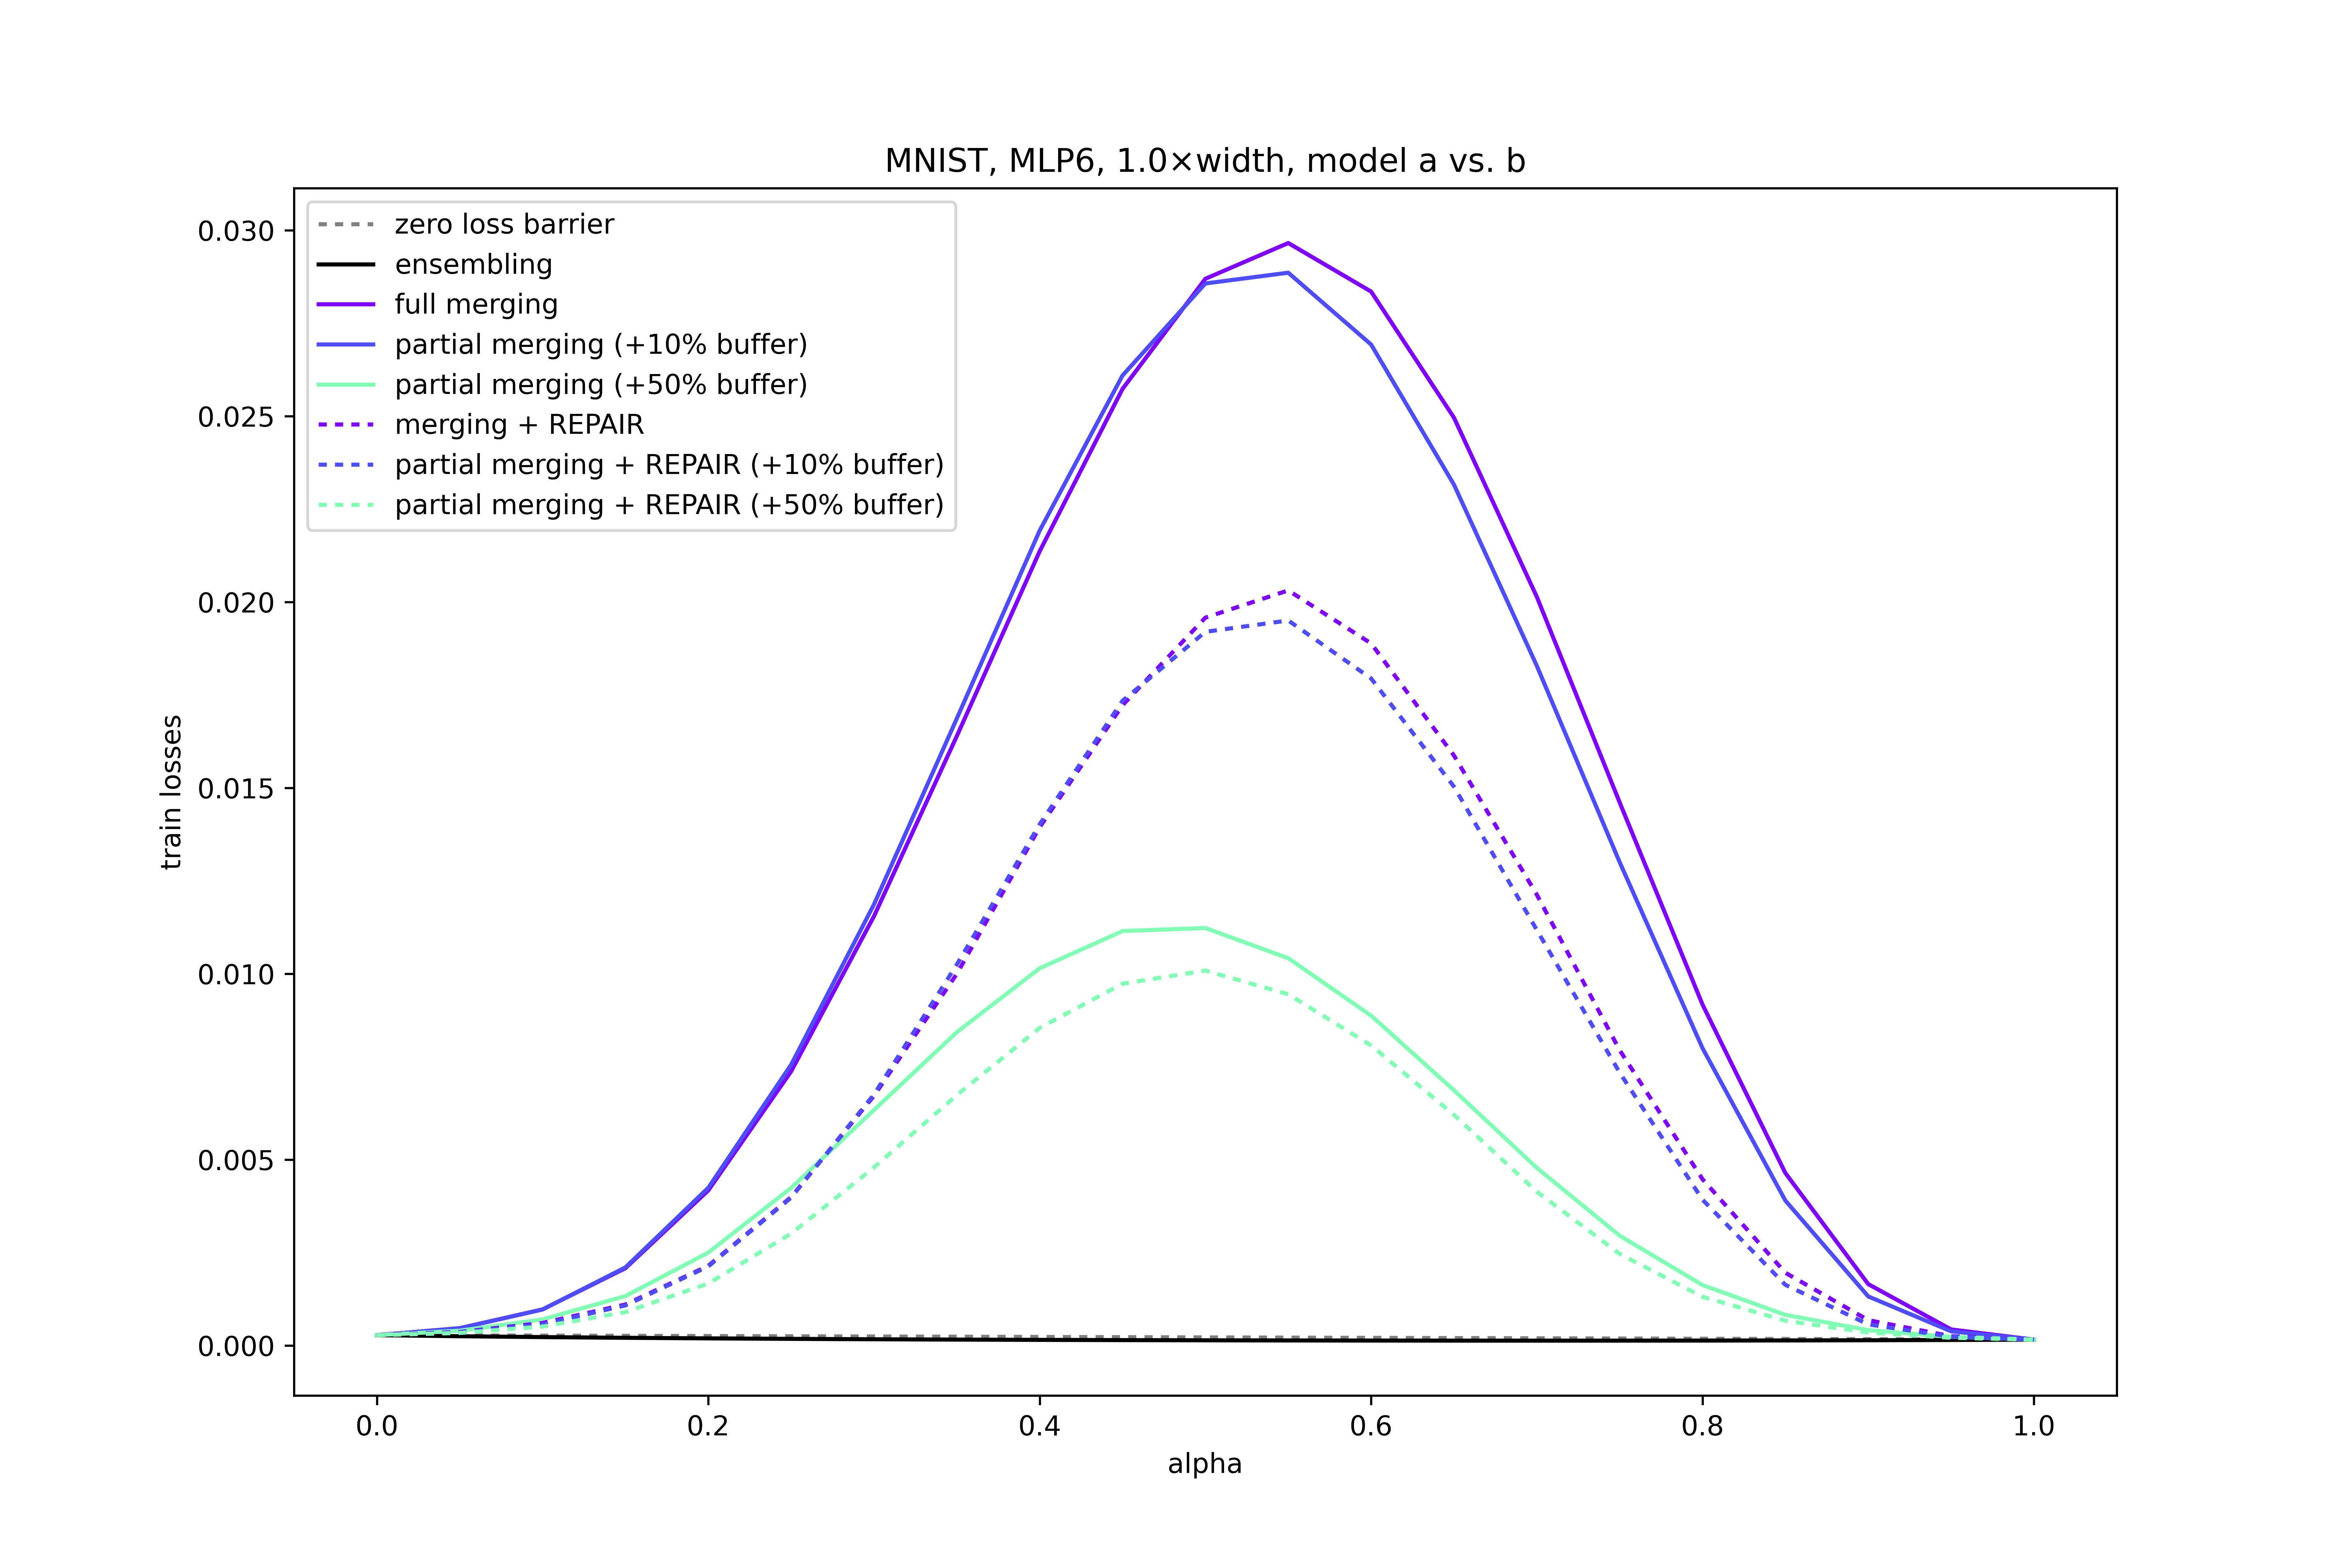 MNIST, MLP6, 1.0×width, model a vs. b
zero loss barrier
ensembling
full merging
partial merging (+10% buffer)
partial merging (+50% buffer)
merging + REPAIR
partial merging + REPAIR (+10% buffer)
partial merging + REPAIR (+50% buffer)
0.030
0.025
0.020
0.015
0.010
0.005
0.000
train losses
0.0 0.2 0.4 0.6 0.8 1.0
alpha